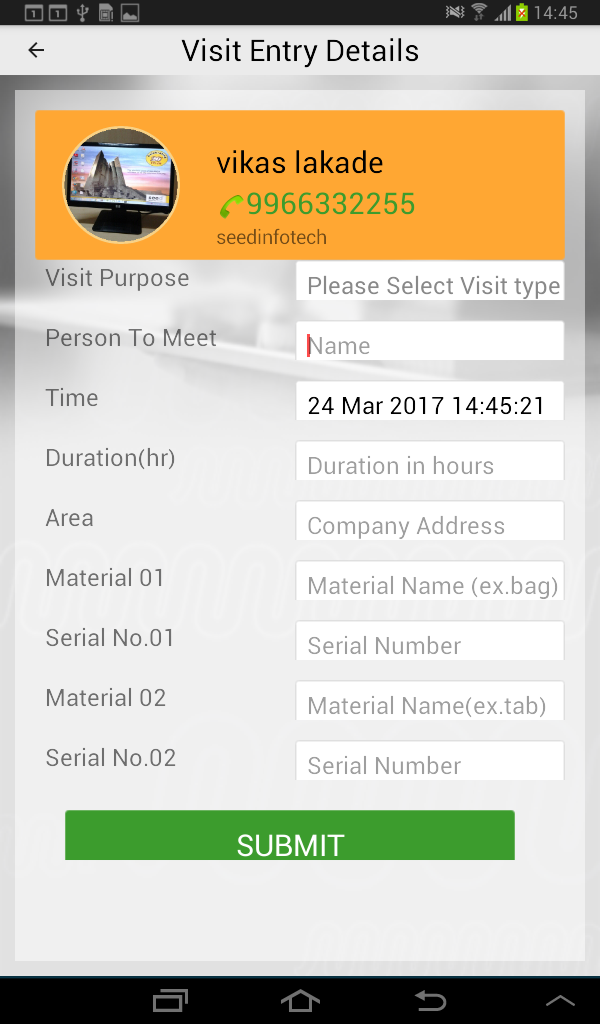 1 1 14:45
Visit Entry Details
vikas lakade
9966332255
seedinfotech
Visit Purpose Please Select Visit type
Person To Meet Name
Time 24 Mar 2017 14:45:21
Duration(hr) Duration in hours
Area Company Address
Material 01 Material Name (ex.bag)
Serial No.01 Serial Number
Material 02 Material Name(ex.tab)
Serial No.02 Serial Number
SUBMIT